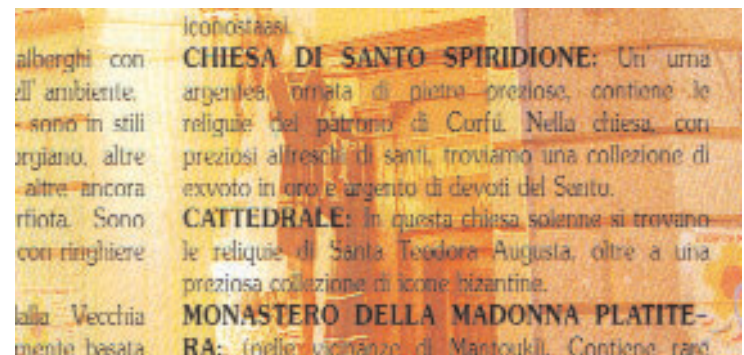 alberghi con
ell' ambiente.
- sono in stili
orgiano, altre
altre ancora
rfiota. Sono
con ringhiere
dalla Vecchia
mente basata
iconostaasi.
CHIESA DI SANTO SPIRIDIONE: Un' urna
argentea, ornata di pietre preziose, contiene le
reliquie del patrono di Corfú. Nella chiesa, con
preziosi affreschi di santi, troviamo una collezione di
exvoto in oro e argento di devoti del Santo.
CATTEDRALE: In questa chiesa solenne si trovano
le reliquie di Santa Teodora Augusta, oltre a una
preziosa collezione di icone bizantine.
MONASTERO DELLA MADONNA PLATITE-
RA: (nelle vicinanze di Mantouki). Contiene rare